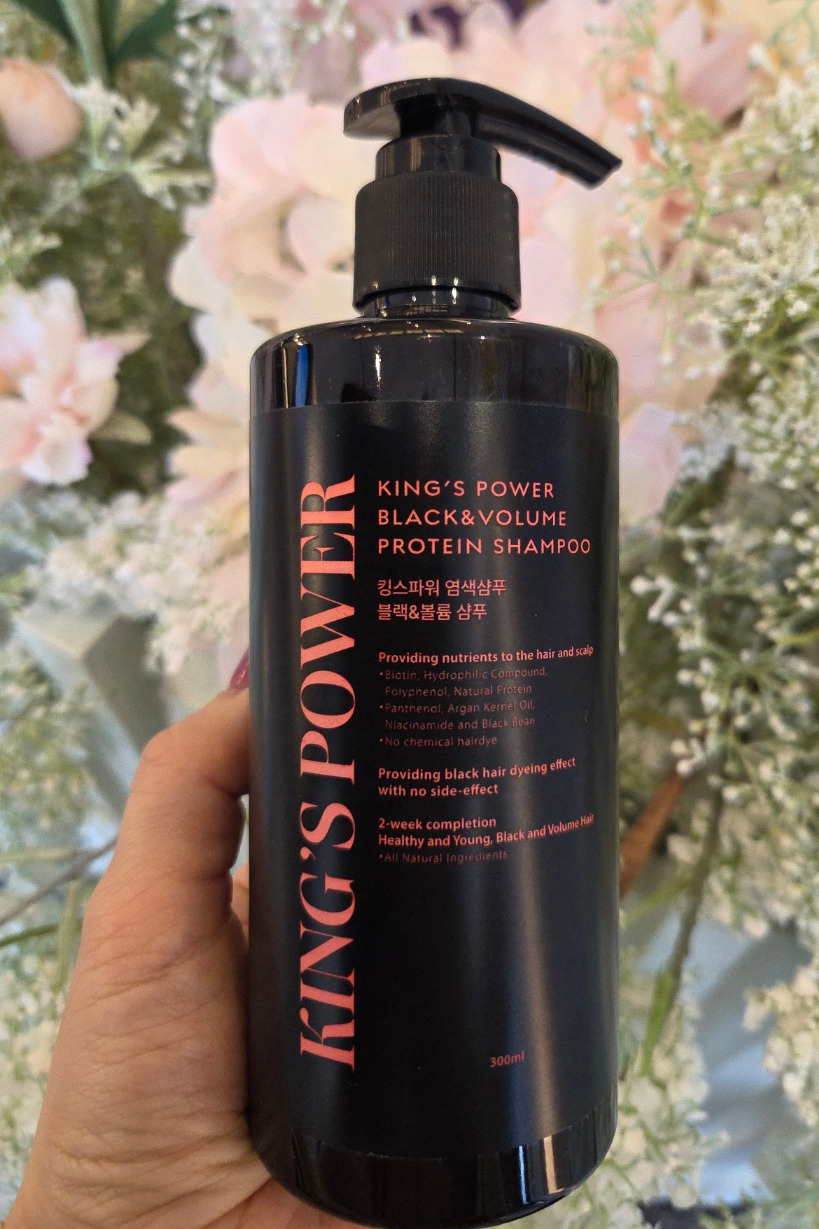 KING'S POWER
KING'S POWER
BLACK&VOLUME
PROTEIN SHAMPOO
킹스파워 염색샴푸
블랙&볼륨 샴푸
Providing nutrients to the hair and scalp
•Biotin, Hydrophilic Compound,
Folyphenol, Natural Protein
•Panthenol, Argan Kernel Oil,
Niacinamide and Black Bean
•No chemical hairdye
Providing black hair dyeing effect
with no side-effect
2-week completion
Healthy and Young, Black and Volume Hair
•All Natural Ingredients
300ml